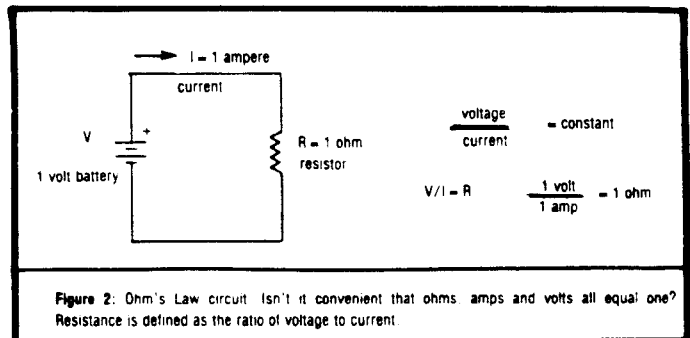 I = 1 ampere
current
V
+
1 volt battery
R = 1 ohm
resistor
voltage
current
= constant
V/I = R
1 volt
1 amp
= 1 ohm
Figure 2: Ohm's Law circuit. Isn't it convenient that ohms, amps and volts all equal one?
Resistance is defined as the ratio of voltage to current.